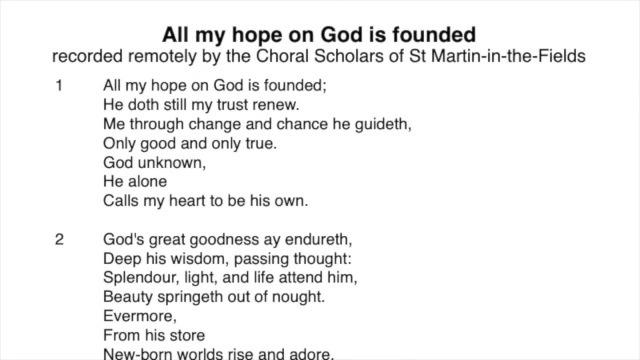 All my hope on God is founded
recorded remotely by the Choral Scholars of St Martin-in-the-Fields
1 All my hope on God is founded;
He doth still my trust renew.
Me through change and chance he guideth,
Only good and only true.
God unknown,
He alone
Calls my heart to be his own.
2 God's great goodness ay endureth,
Deep his wisdom, passing thought:
Splendour, light, and life attend him,
Beauty springeth out of nought.
Evermore,
From his store
New-born worlds rise and adore.